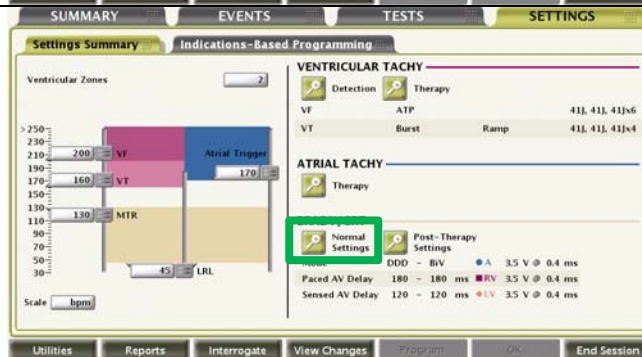 SUMMARY EVENTS TESTS SETTINGS
Settings Summary Indications-Based Programming
Ventricular Zones 2
VENTRICULAR TACHY
Detection Therapy
VF ATP 41J, 41J, 41Jx6
VT Burst Ramp 41J, 41J, 41Jx4
>250
230
210 200 VF Atrial Trigger
190
170 160 VT 170
150
130 130 MTR
110
90
70
50 45 LRL
30
Scale bpm
ATRIAL TACHY
Therapy
Normal Settings
Post-Therapy Settings
DDD - BiV A 3.5 V @ 0.4 ms
Paced AV Delay 180 - 180 ms RV 3.5 V @ 0.4 ms
Sensed AV Delay 120 - 120 ms LV 3.5 V @ 0.4 ms
Utilities Reports Interrogate View Changes Program End Session